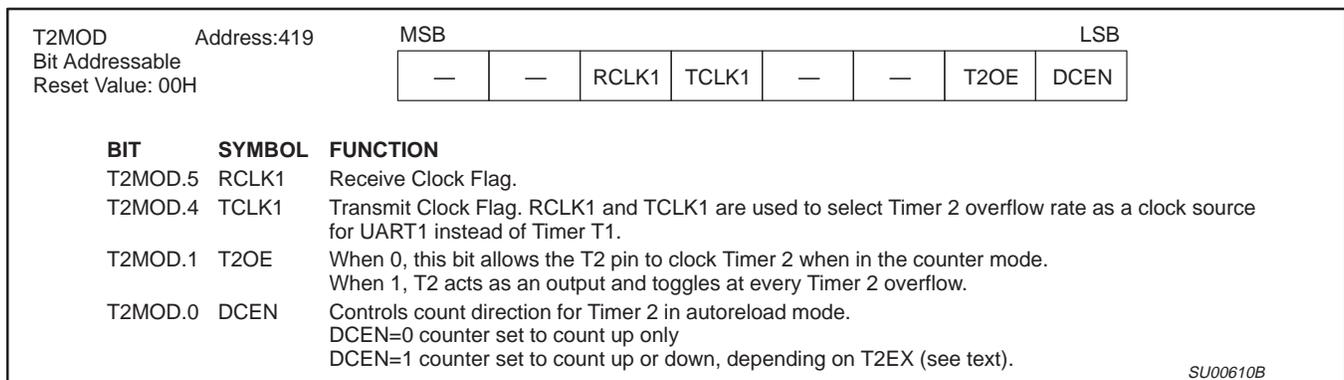 T2MOD Address:419 MSB LSB
Bit Addressable
Reset Value: 00H
— — RCLK1 TCLK1 — — T2OE DCEN
BIT SYMBOL FUNCTION
T2MOD.5 RCLK1 Receive Clock Flag.
T2MOD.4 TCLK1 Transmit Clock Flag. RCLK1 and TCLK1 are used to select Timer 2 overflow rate as a clock source
for UART1 instead of Timer T1.
T2MOD.1 T2OE When 0, this bit allows the T2 pin to clock Timer 2 when in the counter mode.
When 1, T2 acts as an output and toggles at every Timer 2 overflow.
T2MOD.0 DCEN Controls count direction for Timer 2 in autoreload mode.
DCEN=0 counter set to count up only
DCEN=1 counter set to count up or down, depending on T2EX (see text).
SU00610B